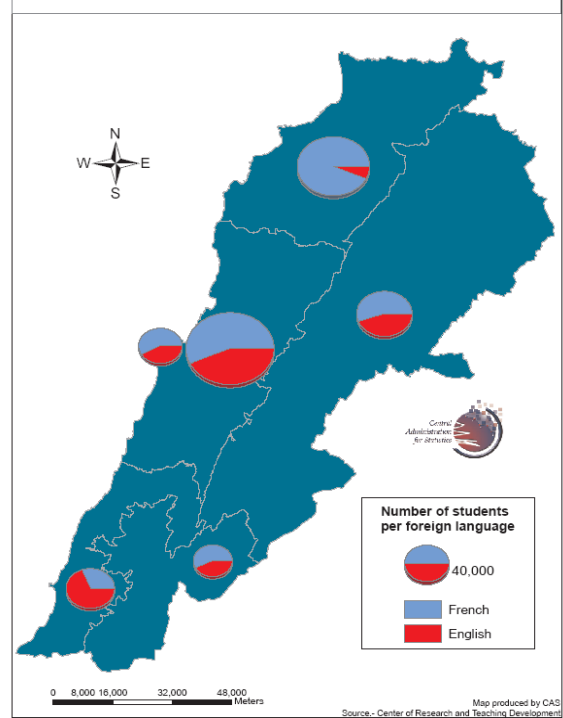 N
W E
S
Central
Administration
for Statistics
Number of students
per foreign language
40,000
French
English
0 8,000 16,000 32,000 48,000
Meters
Map produced by CAS
Source.- Center of Research and Teaching Development